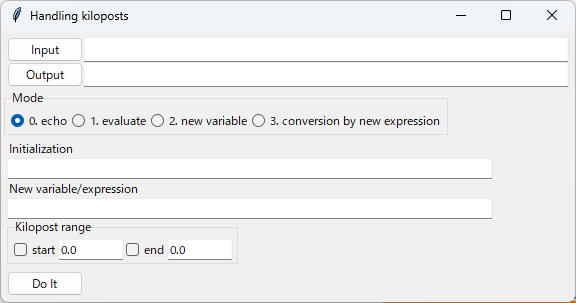 Handling kiloposts
Input
Output
Mode
0. echo 1. evaluate 2. new variable 3. conversion by new expression
Initialization
New variable/expression
Kilopost range
start 0.0 end 0.0
Do It